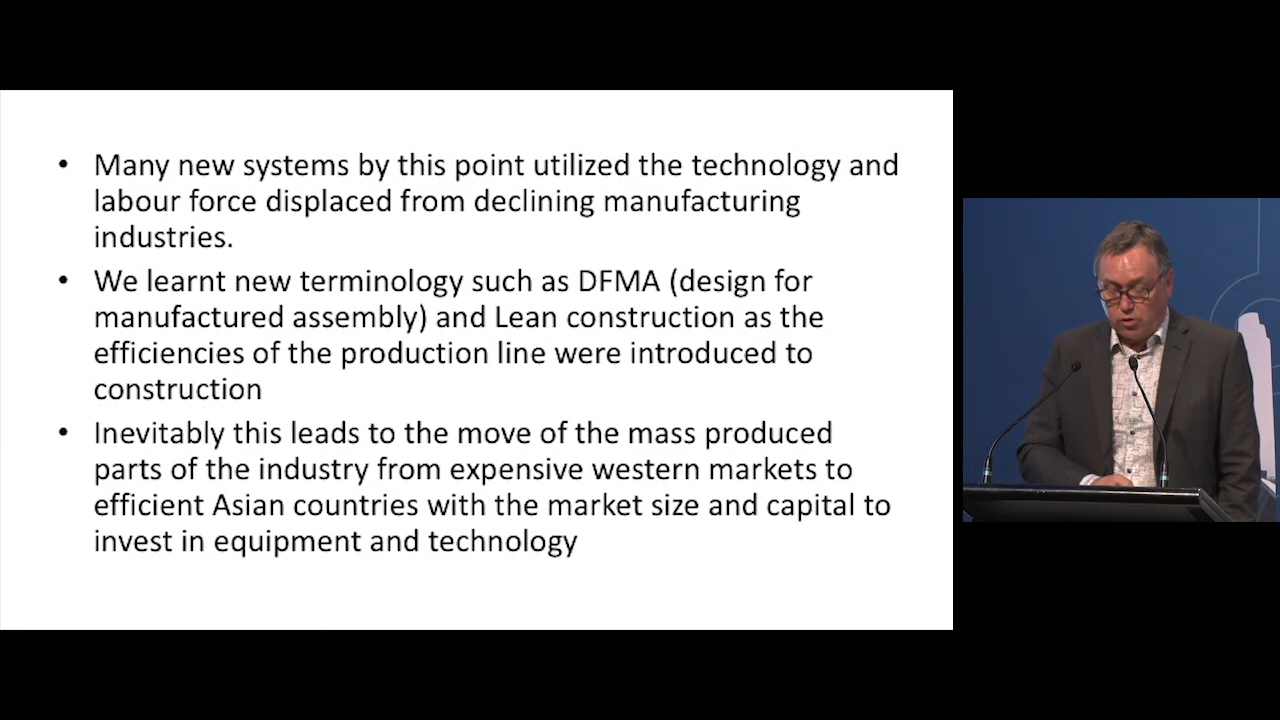 • Many new systems by this point utilized the technology and
labour force displaced from declining manufacturing
industries.
• We learnt new terminology such as DFMA (design for
manufactured assembly) and Lean construction as the
efficiencies of the production line were introduced to
construction
• Inevitably this leads to the move of the mass produced
parts of the industry from expensive western markets to
efficient Asian countries with the market size and capital to
invest in equipment and technology